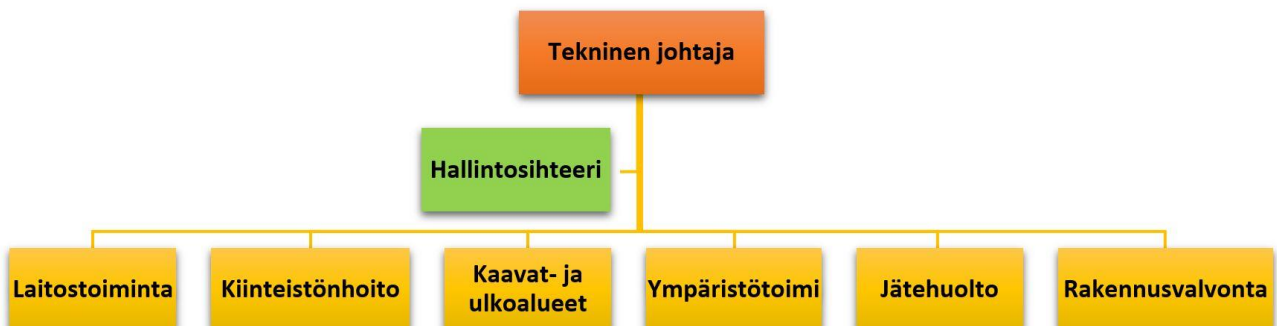 Tekninen johtaja
Hallintosihteeri
Laitostoiminta
Kiinteistönhoito
Kaavat- ja
ulkoalueet
Ympäristötoimi
Jätehuolto
Rakennusvalvonta